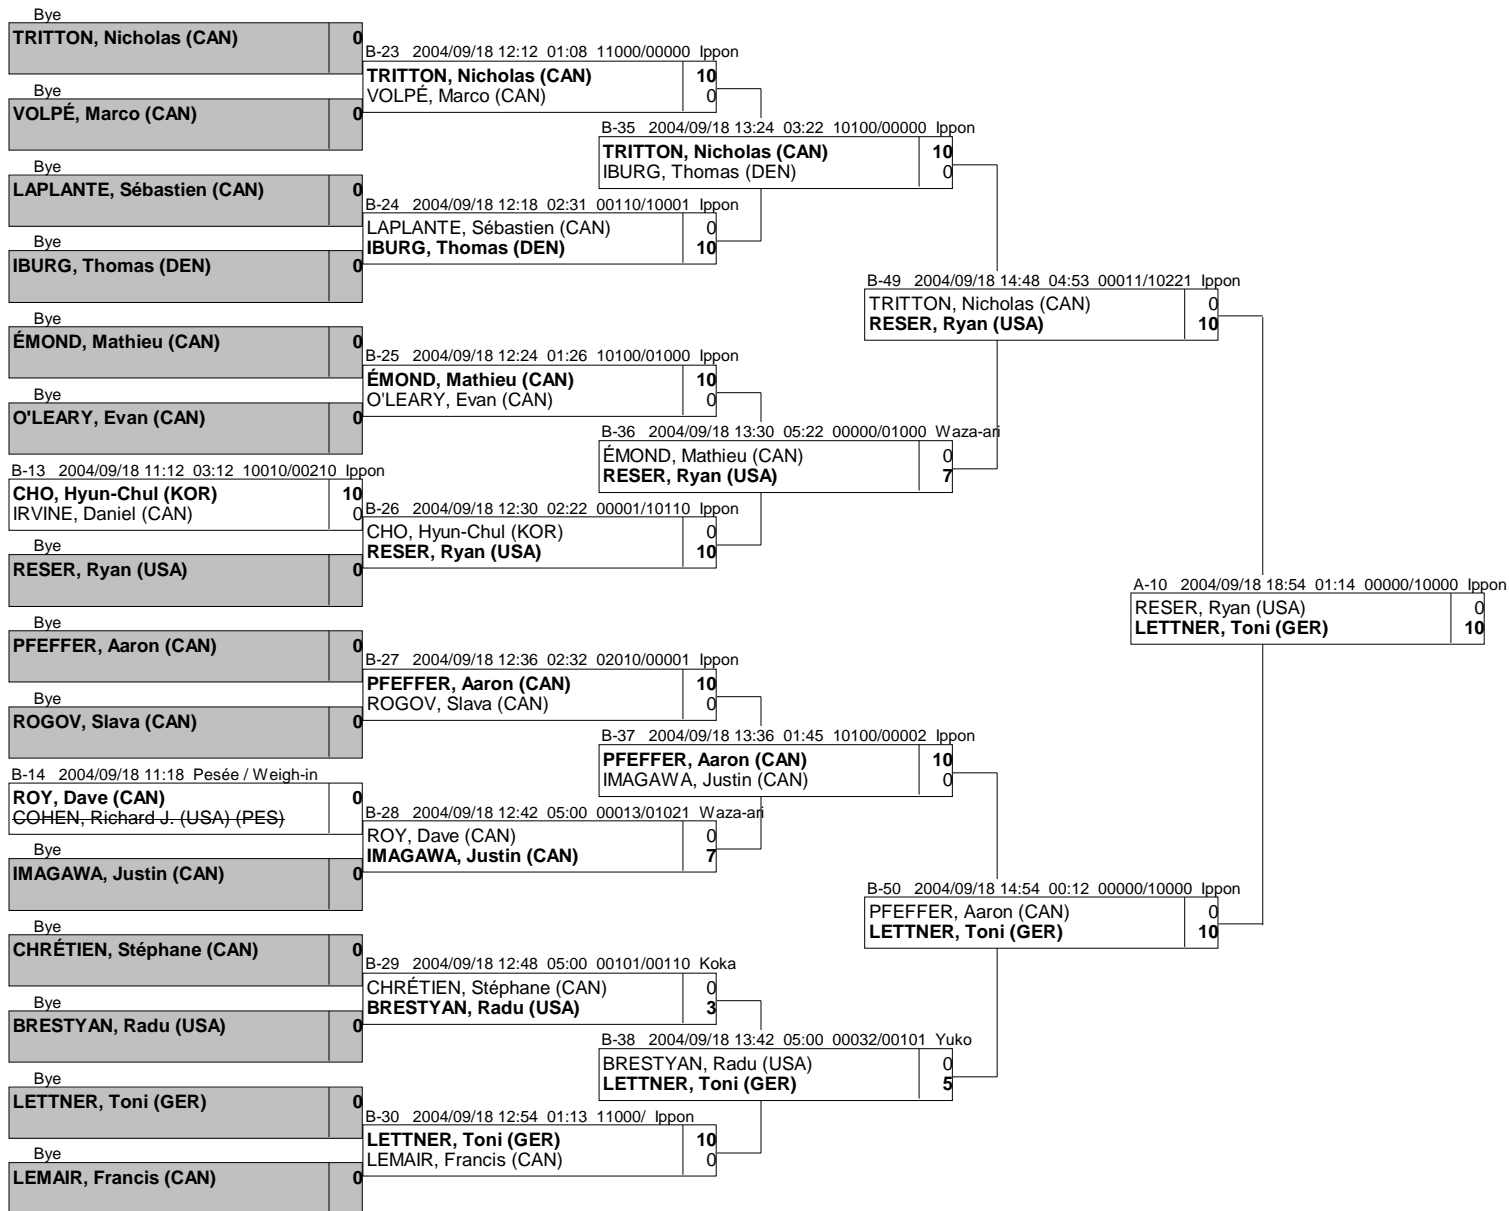 Bye
TRITTON, Nicholas (CAN) 0
Bye
VOLPÉ, Marco (CAN) 0
Bye
LAPLANTE, Sébastien (CAN) 0
Bye
IBURG, Thomas (DEN) 0
Bye
ÉMOND, Mathieu (CAN) 0
Bye
O'LEARY, Evan (CAN) 0
B-13 2004/09/18 11:12 03:12 10010/00210 Ippon
CHO, Hyun-Chul (KOR) 10
IRVINE, Daniel (CAN) 0
Bye
RESER, Ryan (USA) 0
Bye
PFEFFER, Aaron (CAN) 0
Bye
ROGOV, Slava (CAN) 0
B-14 2004/09/18 11:18 Pesée / Weigh-in
ROY, Dave (CAN) 0
COHEN, Richard J. (USA) (PES)
Bye
IMAGAWA, Justin (CAN) 0
Bye
CHRÉTIEN, Stéphane (CAN) 0
Bye
BRESTYAN, Radu (USA) 0
Bye
LETTNER, Toni (GER) 0
Bye
LEMAIR, Francis (CAN) 0
B-23 2004/09/18 12:12 01:08 11000/00000 Ippon
TRITTON, Nicholas (CAN) 10
VOLPÉ, Marco (CAN) 0
B-24 2004/09/18 12:18 02:31 00110/10001 Ippon
LAPLANTE, Sébastien (CAN) 0
IBURG, Thomas (DEN) 10
B-25 2004/09/18 12:24 01:26 10100/01000 Ippon
ÉMOND, Mathieu (CAN) 10
O'LEARY, Evan (CAN) 0
B-26 2004/09/18 12:30 02:22 00001/10110 Ippon
CHO, Hyun-Chul (KOR) 0
RESER, Ryan (USA) 10
B-27 2004/09/18 12:36 02:32 02010/00001 Ippon
PFEFFER, Aaron (CAN) 10
ROGOV, Slava (CAN) 0
B-28 2004/09/18 12:42 05:00 00013/01021 Waza-ari
ROY, Dave (CAN) 0
IMAGAWA, Justin (CAN) 7
B-29 2004/09/18 12:48 05:00 00101/00110 Koka
CHRÉTIEN, Stéphane (CAN) 0
BRESTYAN, Radu (USA) 3
B-30 2004/09/18 12:54 01:13 11000/ Ippon
LETTNER, Toni (GER) 10
LEMAIR, Francis (CAN) 0
B-35 2004/09/18 13:24 03:22 10100/00000 Ippon
TRITTON, Nicholas (CAN) 10
IBURG, Thomas (DEN) 0
B-36 2004/09/18 13:30 05:22 00000/01000 Waza-ari
ÉMOND, Mathieu (CAN) 0
RESER, Ryan (USA) 7
B-37 2004/09/18 13:36 01:45 10100/00002 Ippon
PFEFFER, Aaron (CAN) 10
IMAGAWA, Justin (CAN) 0
B-38 2004/09/18 13:42 05:00 00032/00101 Yuko
BRESTYAN, Radu (USA) 0
LETTNER, Toni (GER) 5
B-49 2004/09/18 14:48 04:53 00011/10221 Ippon
TRITTON, Nicholas (CAN) 0
RESER, Ryan (USA) 10
B-50 2004/09/18 14:54 00:12 00000/10000 Ippon
PFEFFER, Aaron (CAN) 0
LETTNER, Toni (GER) 10
A-10 2004/09/18 18:54 01:14 00000/10000 Ippon
RESER, Ryan (USA) 0
LETTNER, Toni (GER) 10